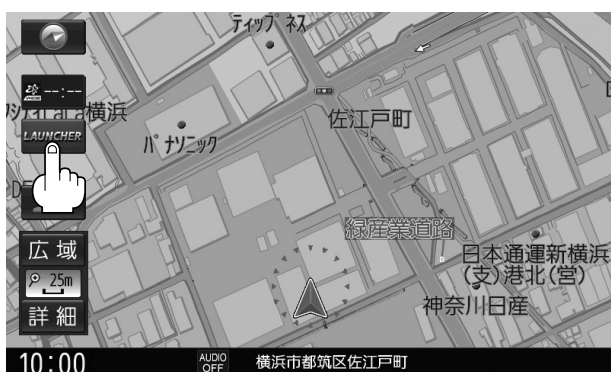 ティップネス
--:--
横浜
LAUNCHER
佐江戸町
パナソニック
緑産業道路
広域
25m
詳細
日本通運新横浜
(支)港北(営)
神奈川日産
10:00
AUDIO
OFF
横浜市都筑区佐江戸町